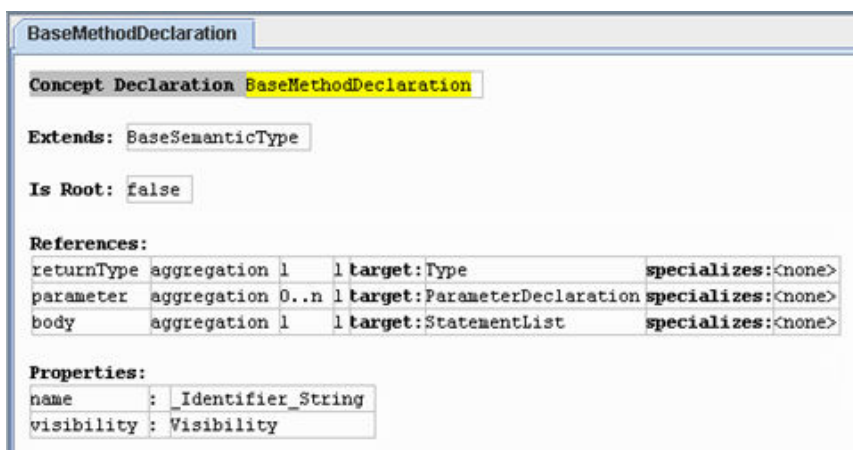 BaseMethodDeclaration
Concept Declaration BaseMethodDeclaration
Extends: BaseSemanticType
Is Root: false
References:
returnType aggregation 1 1 target: Type specializes: <none>
parameter aggregation 0..n 1 target: ParameterDeclaration specializes: <none>
body aggregation 1 1 target: StatementList specializes: <none>
Properties:
name : _Identifier_String
visibility : Visibility